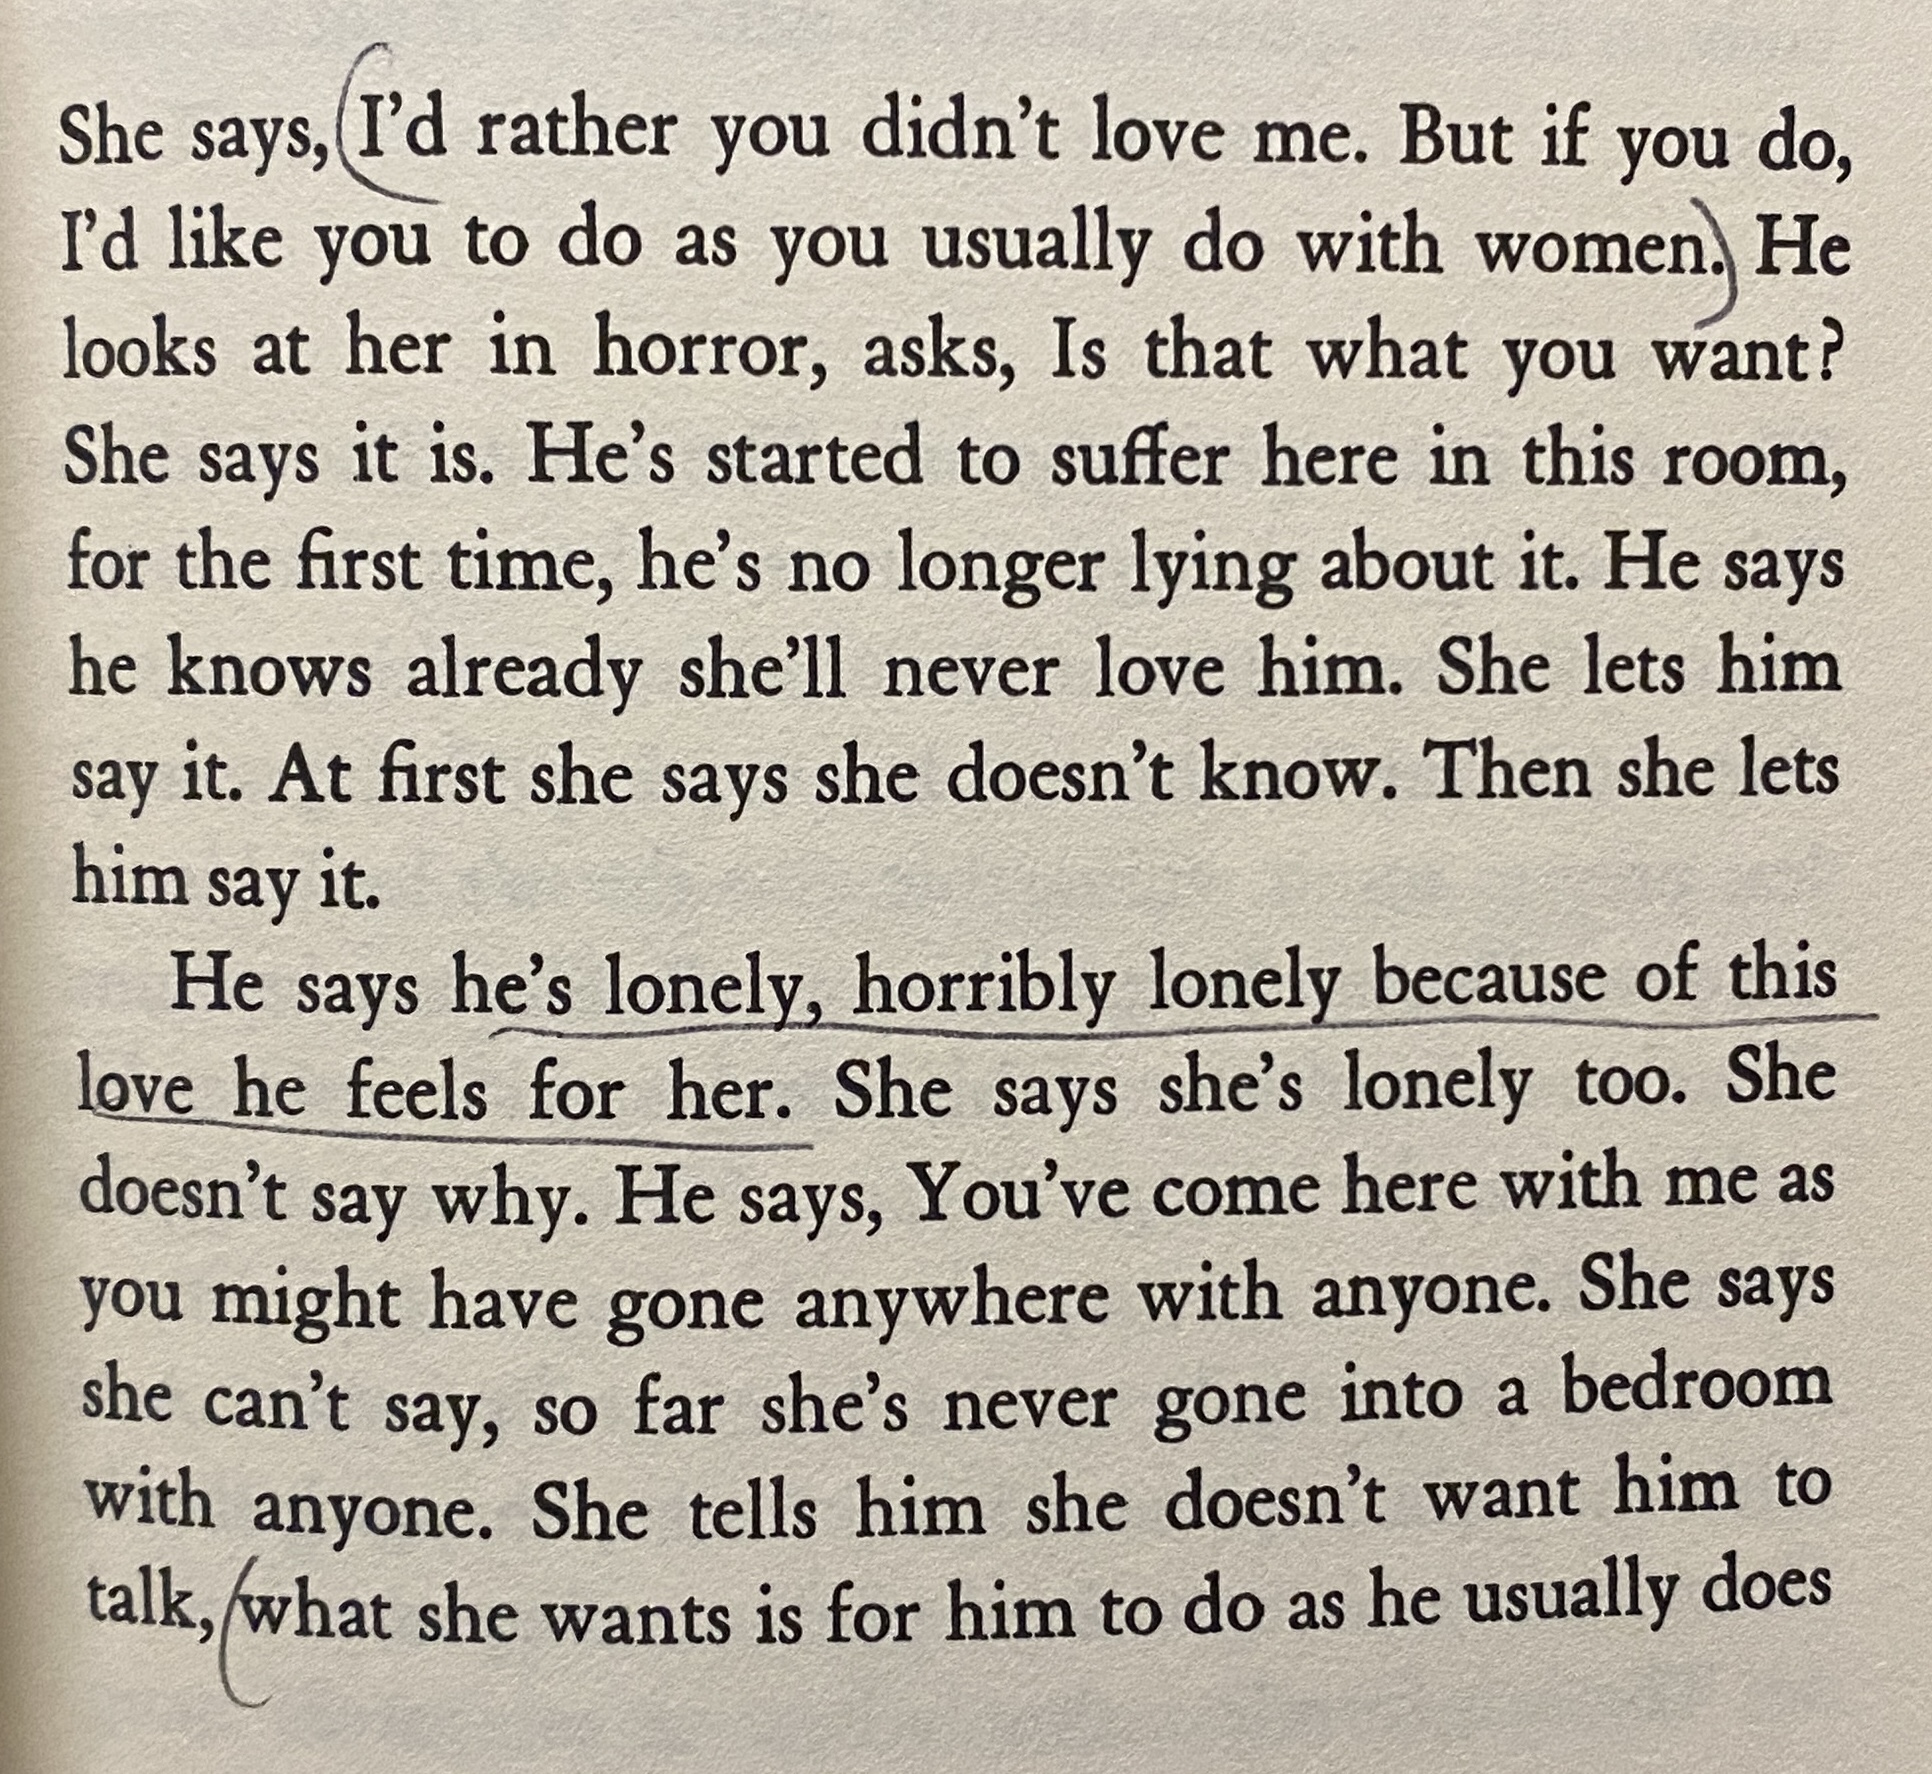 She says, I'd rather you didn't love me. But if you do,
I'd like you to do as you usually do with women. He
looks at her in horror, asks, Is that what you want?
She says it is. He's started to suffer here in this room,
for the first time, he's no longer lying about it. He says
he knows already she'll never love him. She lets him
say it. At first she says she doesn't know. Then she lets
him say it.
He says he's lonely, horribly lonely because of this
love he feels for her. She says she's lonely too. She
doesn't say why. He says, You've come here with me as
you might have gone anywhere with anyone. She says
she can't say, so far she's never gone into a bedroom
with anyone. She tells him she doesn't want him to
talk, what she wants is for him to do as he usually does